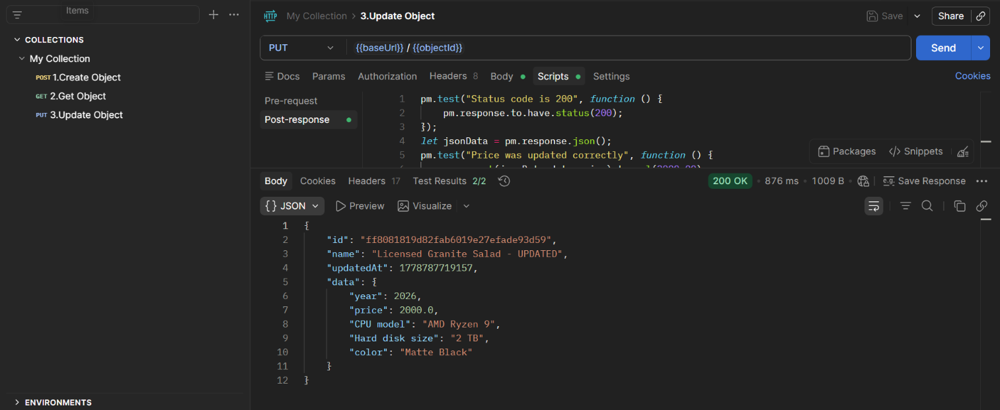 Items
COLLECTIONS
My Collection
POST 1.Create Object
GET 2.Get Object
PUT 3.Update Object
ENVIRONMENTS
HTTP My Collection > 3.Update Object
Save
Share
PUT {{baseUrl}} / {{objectId}}
Send
Docs Params Authorization Headers 8 Body Scripts Settings
Cookies
Pre-request
Post-response
1 pm.test("Status code is 200", function () {
2 pm.response.to.have.status(200);
3 });
4 let jsonData = pm.response.json();
5 pm.test("Price was updated correctly", function () {
Packages </> Snippets
Body Cookies Headers 17 Test Results 2/2
200 OK • 876 ms • 1009 B
e.g. Save Response
{} JSON Preview Visualize
1 {
2 "id": "ff8081819d82fab6019e27efade93d59",
3 "name": "Licensed Granite Salad - UPDATED",
4 "updatedAt": 1778787719157,
5 "data": {
6 "year": 2026,
7 "price": 2000.0,
8 "CPU model": "AMD Ryzen 9",
9 "Hard disk size": "2 TB",
10 "color": "Matte Black"
11 }
12 }